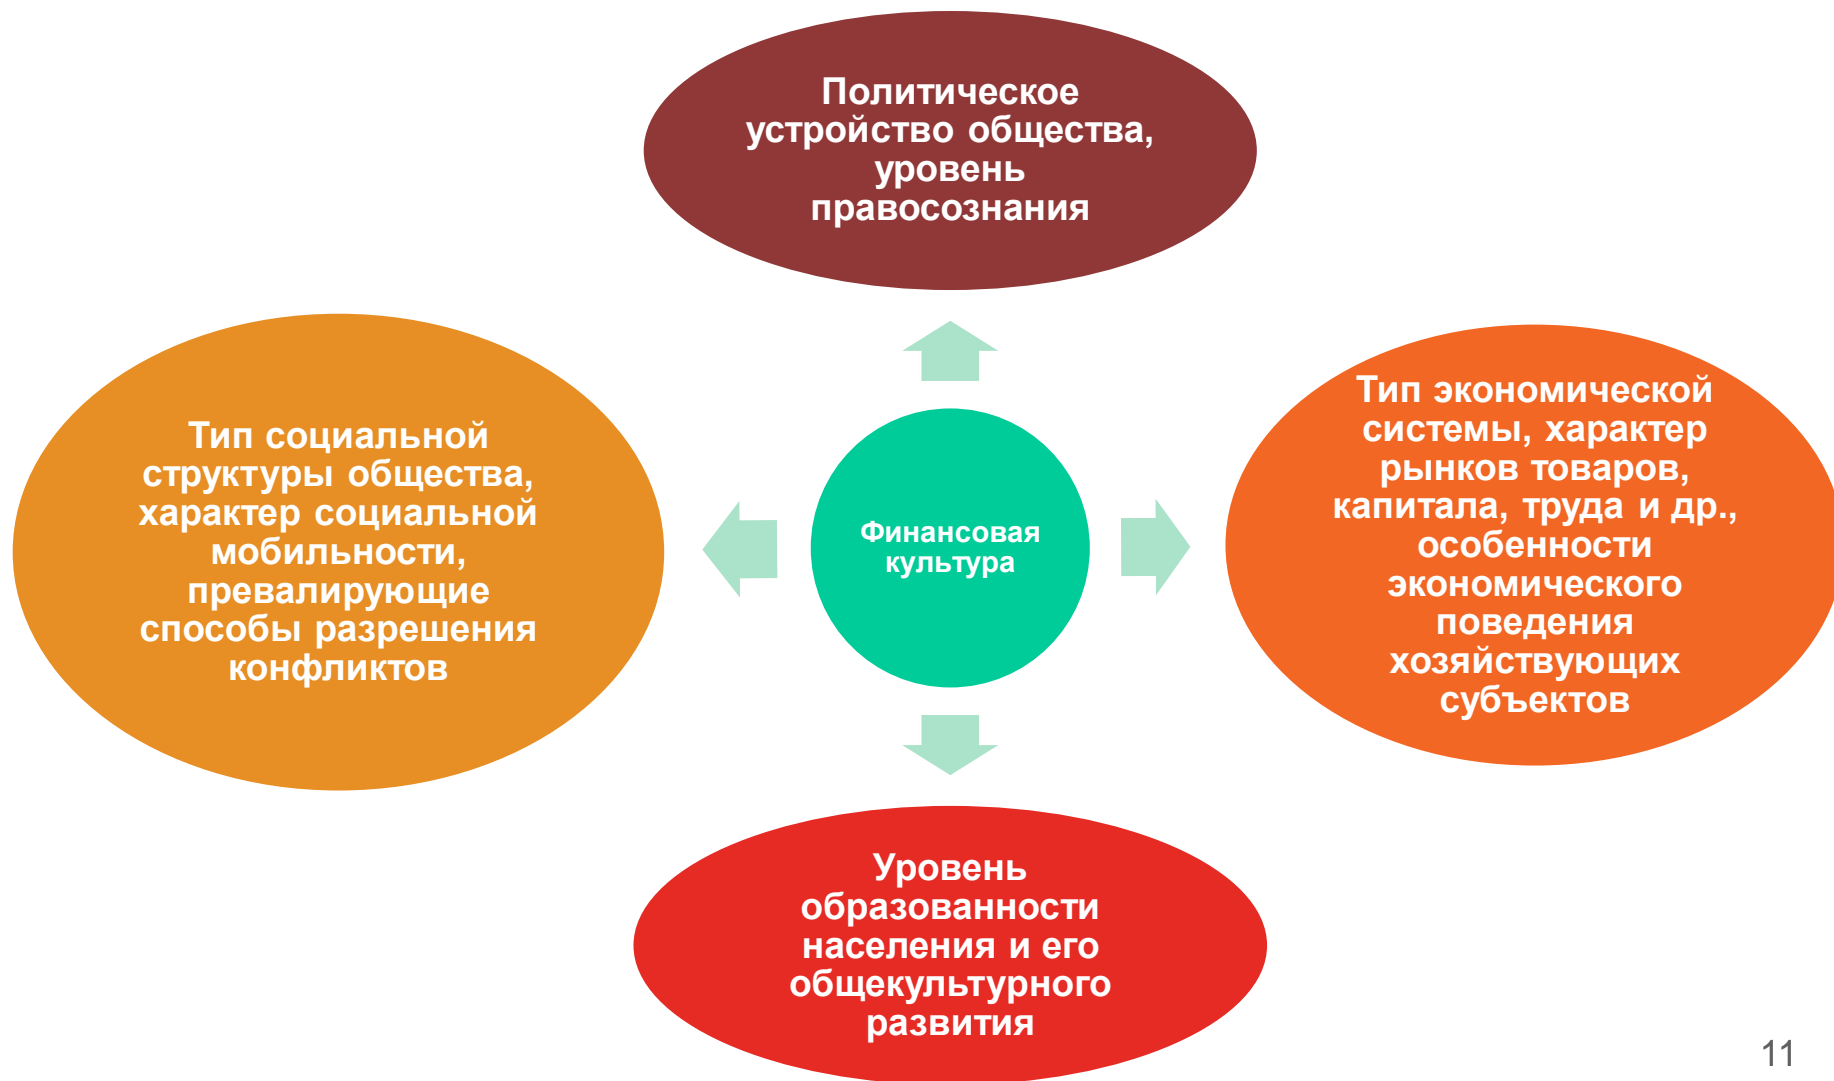 Политическое
устройство общества,
уровень
правосознания
Тип социальной
структуры общества,
характер социальной
мобильности,
превалирующие
способы разрешения
конфликтов
Финансовая
культура
Тип экономической
системы, характер
рынков товаров,
капитала, труда и др.,
особенности
экономического
поведения
хозяйствующих
субъектов
Уровень
образованности
населения и его
общекультурного
развития
11